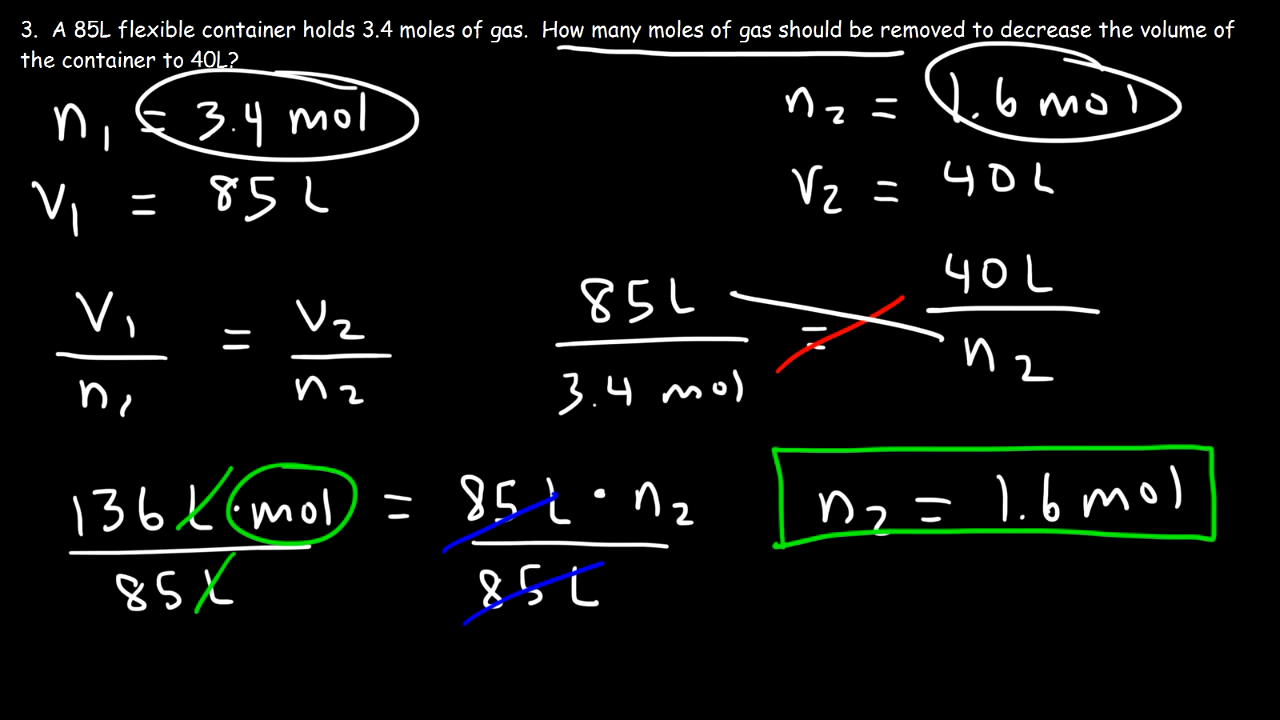 3. A 85L flexible container holds 3.4 moles of gas. How many moles of gas should be removed to decrease the volume of
the container to 40L?
n₁ = 3.4 mol
n₂ = 1.6 mol
V₁ = 85 L
V₂ = 40 L
V₁/n₁ = V₂/n₂
85 L/3.4 mol = 40 L/n₂
136 L · mol/85 L = 85 L · n₂/85 L
n₂ = 1.6 mol